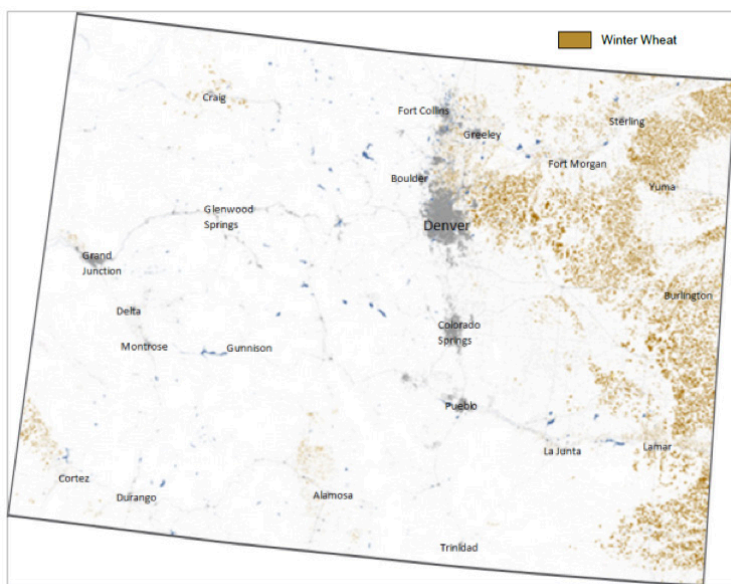 Winter Wheat
Craig
Fort Collins
Sterling
Greeley
Fort Morgan
Boulder
Yuma
Glenwood
Springs
Denver
Grand
Junction
Burlington
Delta
Colorado
Springs
Montrose
Gunnison
Pueblo
La Junta
Lamar
Cortez
Durango
Alamosa
Trinidad